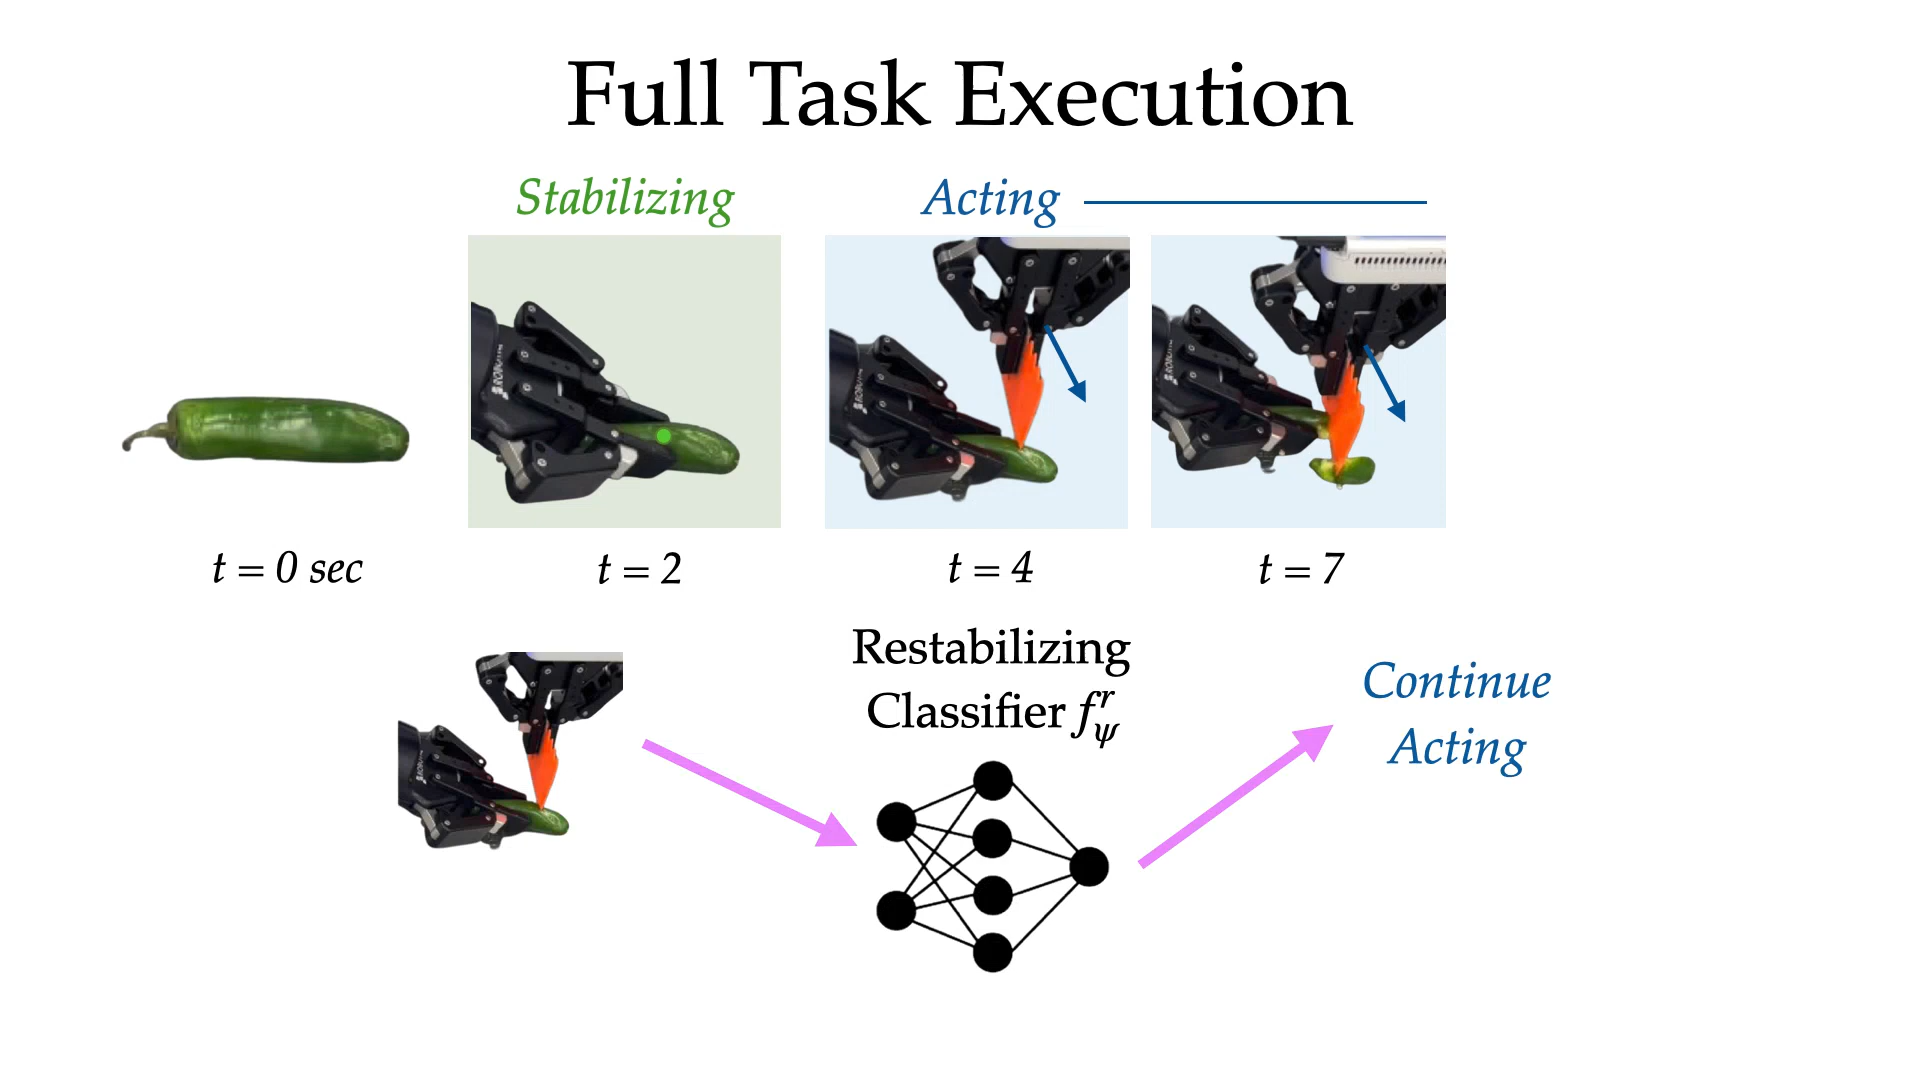 Full Task Execution
Stabilizing
Acting
t = 0 sec
t = 2
t = 4
t = 7
Restabilizing
Classifier f^r_ψ
Continue
Acting